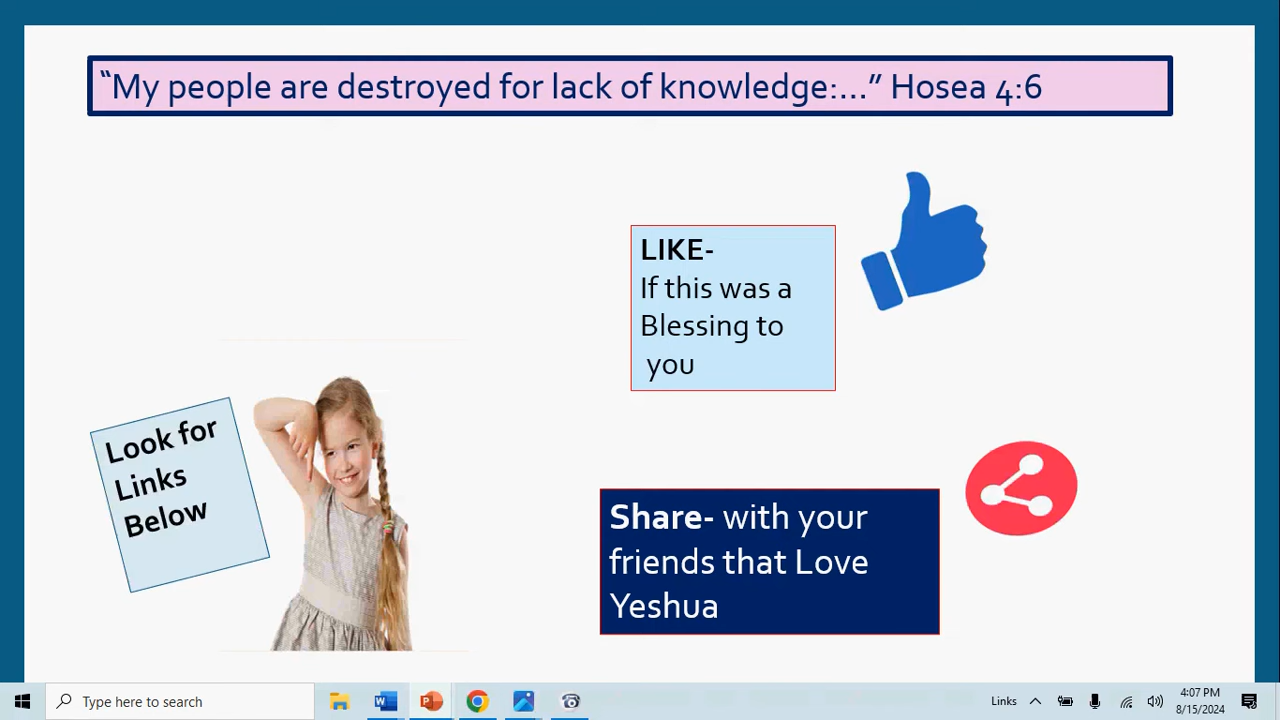 “My people are destroyed for lack of knowledge:...” Hosea 4:6
LIKE-
If this was a
Blessing to
you
Look for
Links
Below
Share- with your
friends that Love
Yeshua
Type here to search
Links
4:07 PM
8/15/2024